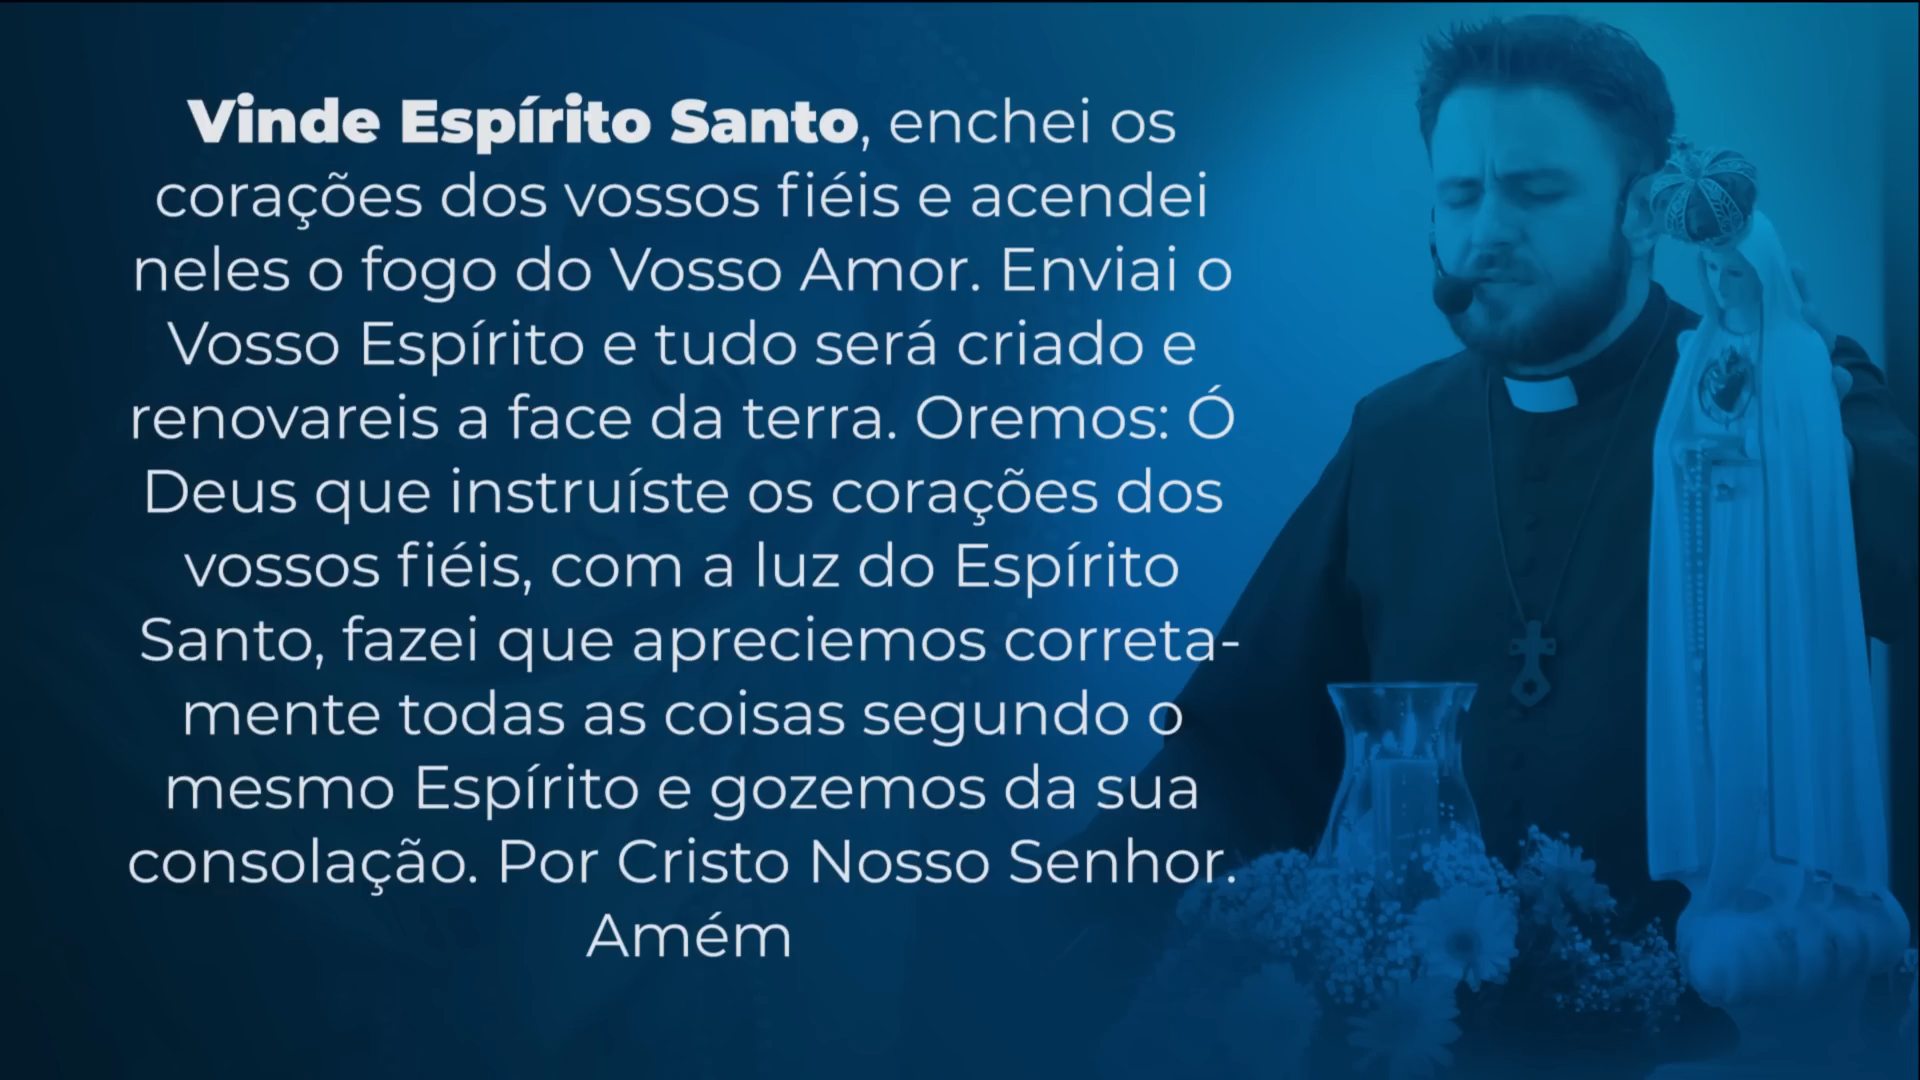 Vinde Espírito Santo, enchei os
corações dos vossos fiéis e acendei
neles o fogo do Vosso Amor. Enviai o
Vosso Espírito e tudo será criado e
renovareis a face da terra. Oremos: Ó
Deus que instruíste os corações dos
vossos fiéis, com a luz do Espírito
Santo, fazei que apreciemos correta-
mente todas as coisas segundo o
mesmo Espírito e gozemos da sua
consolação. Por Cristo Nosso Senhor.
Amém